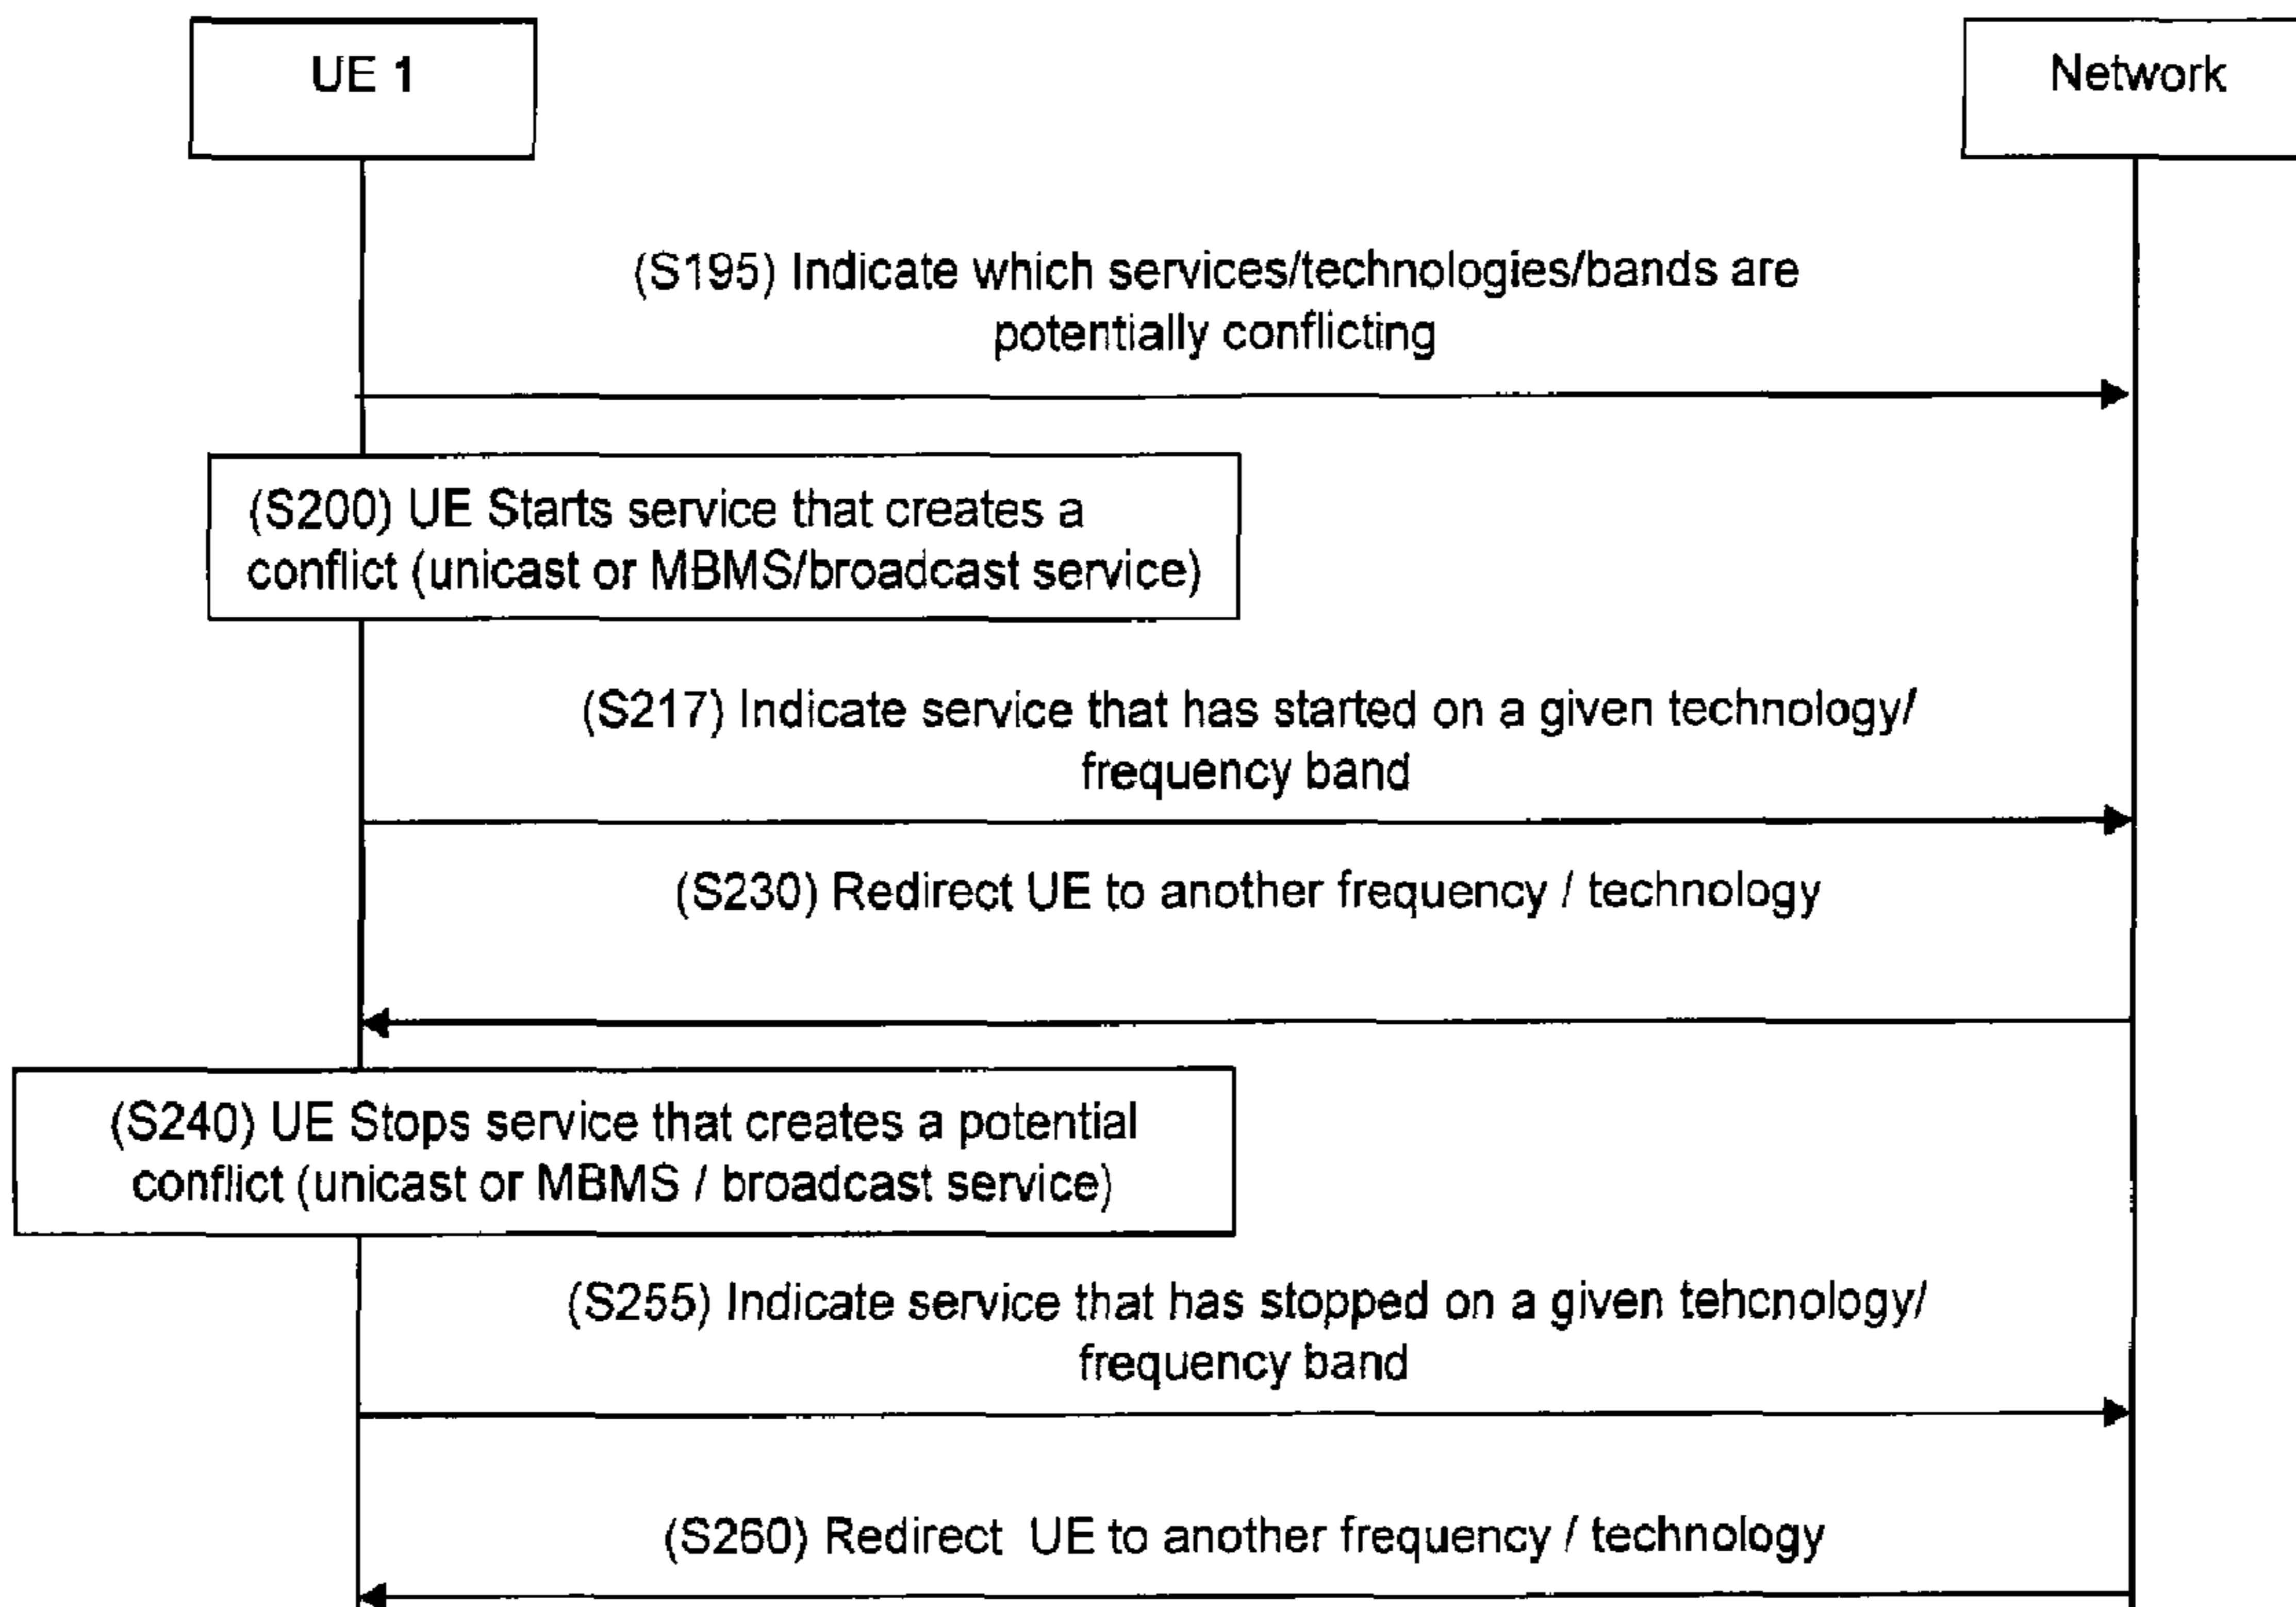 UE 1
Network
(S195) Indicate which services/technologies/bands are
potentially conflicting
(S200) UE Starts service that creates a
conflict (unicast or MBMS/broadcast service)
(S217) Indicate service that has started on a given technology/
frequency band
(S230) Redirect UE to another frequency / technology
(S240) UE Stops service that creates a potential
conflict (unicast or MBMS / broadcast service)
(S255) Indicate service that has stopped on a given tehcnology/
frequency band
(S260) Redirect UE to another frequency / technology